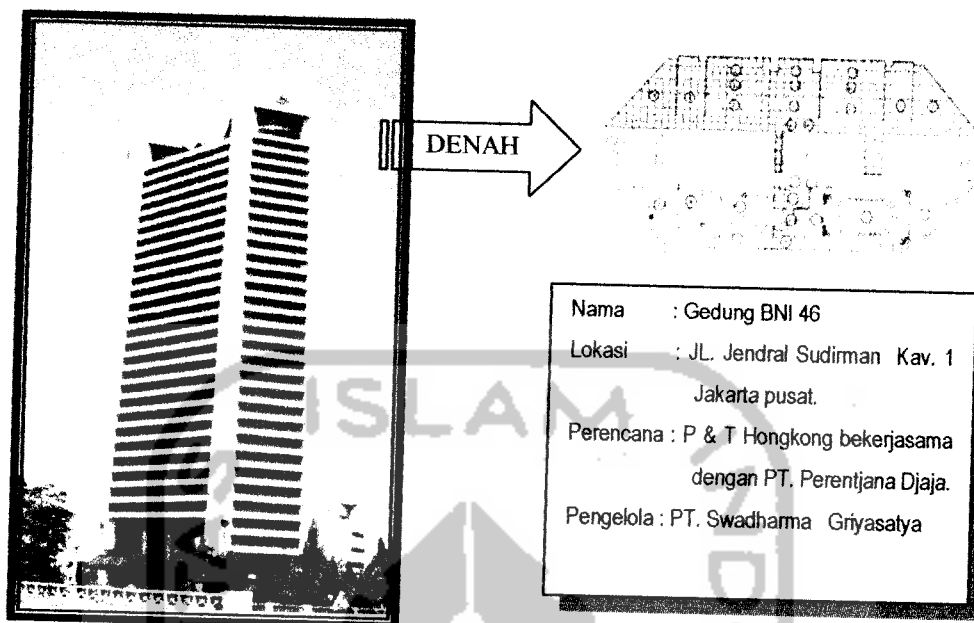 DENAH
Nama : Gedung BNI 46
Lokasi : JL. Jendral Sudirman Kav. 1
Jakarta pusat.
Perencana : P & T Hongkong bekerjasama
dengan PT. Perentjana Djaja.
Pengelola : PT. Swadharma Griyasatya
ISLAM